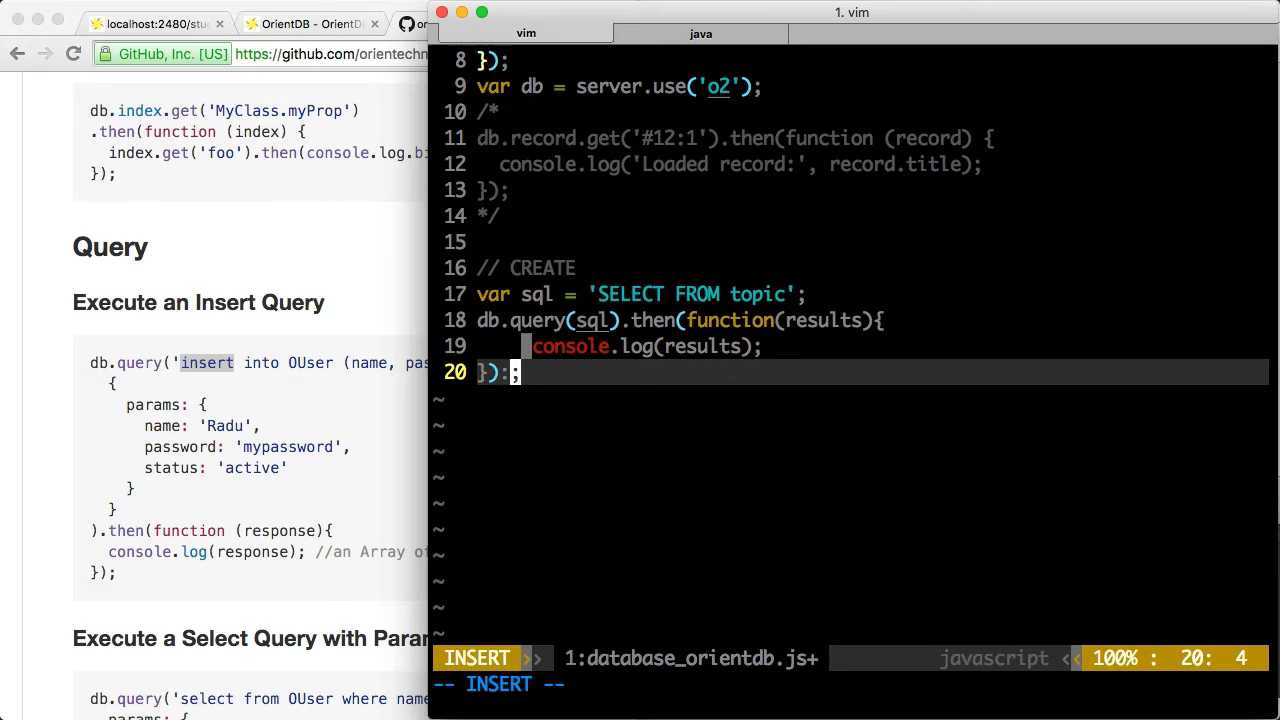 localhost:2480/stu
OrientDB - OrientDB
1. vim
vim
java
GitHub, Inc. [US]
https://github.com/orientechn
db.index.get('MyClass.myProp')
.then(function (index) {
index.get('foo').then(console.log.bi
});
Query
Execute an Insert Query
db.query('insert into OUser (name, pas
{
params: {
name: 'Radu',
password: 'mypassword',
status: 'active'
}
}
).then(function (response){
console.log(response); //an Array of
});
Execute a Select Query with Param
db.query('select from OUser where name
params: {
8 });
9 var db = server.use('o2');
10 /*
11 db.record.get('#12:1').then(function (record) {
12 console.log('Loaded record:', record.title);
13 });
14 */
15
16 // CREATE
17 var sql = 'SELECT FROM topic';
18 db.query(sql).then(function(results){
19 console.log(results);
20 }):;
~
~
~
~
~
~
~
~
~
~
INSERT 1:database_orientdb.js+ javascript 100% : 20: 4
-- INSERT --